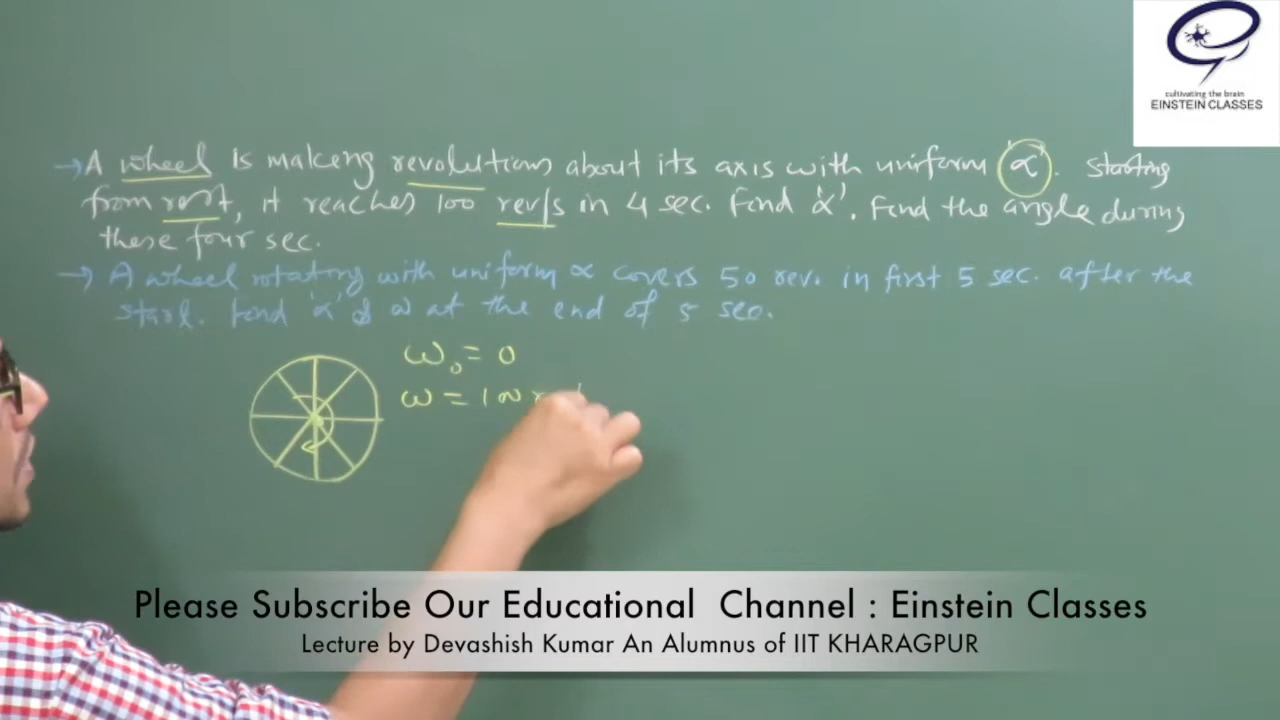 cultivating the brain
EINSTEIN CLASSES
→ A wheel is making revolutions about its axis with uniform 'α'. Starting
from rest, it reaches 100 rev/s in 4 sec. Find 'α'. Find the angle during
these four sec.
→ A wheel rotating with uniform α covers 50 rev. in first 5 sec. after the
start. Find 'α' & ω at the end of 5 sec.
ω₀ = 0
ω = 100
Please Subscribe Our Educational Channel : Einstein Classes
Lecture by Devashish Kumar An Alumnus of IIT KHARAGPUR